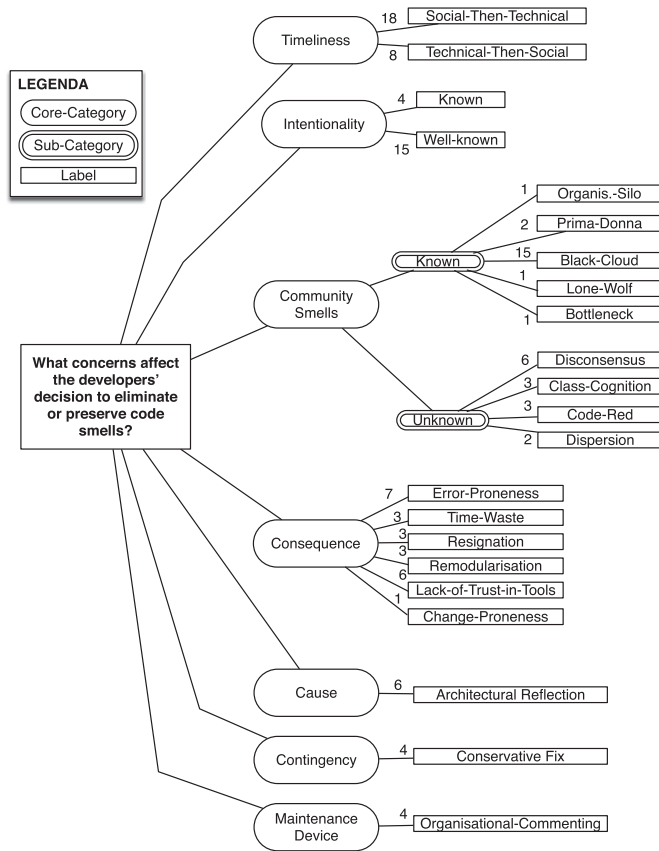 18
Social-Then-Technical
Timeliness
8
Technical-Then-Social
LEGENDA
Core-Category
Sub-Category
Label
4
Known
Intentionality
15
Well-known
1
Organis.-Silo
2
Prima-Donna
Known
15
Black-Cloud
1
Lone-Wolf
1
Bottleneck
Community
Smells
What concerns affect
the developers'
decision to eliminate
or preserve code
smells?
6
Disconsensus
3
Class-Cognition
Unknown
3
Code-Red
2
Dispersion
7
Error-Proneness
3
Time-Waste
Consequence
3
Resignation
3
Remodularisation
6
Lack-of-Trust-in-Tools
1
Change-Proneness
Cause
6
Architectural Reflection
Contingency
4
Conservative Fix
Maintenance
Device
4
Organisational-Commenting